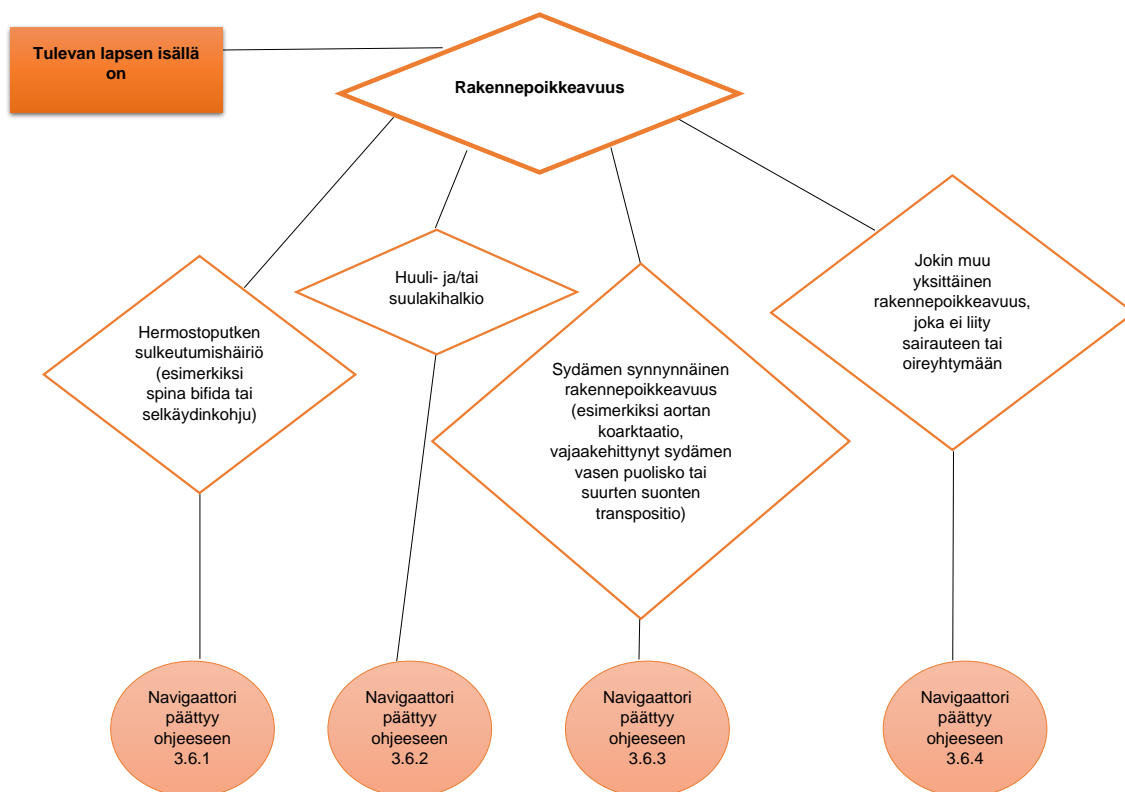 Tulevan lapsen isällä
on
Rakennepoikkeavuus
Hermostoputken
sulkeutumishäiriö
(esimerkiksi
spina bifida tai
selkäydinkohju)
Huuli- ja/tai
suulakihalkio
Sydämen synnynnäinen
rakennepoikkeavuus
(esimerkiksi aortan
koarktaatio,
vajaakehittynyt sydämen
vasen puolisko tai
suurten suonten
transpositio)
Jokin muu
yksittäinen
rakennepoikkeavuus,
joka ei liity
sairauteen tai
oireyhtymään
Navigaattori
päättyy
ohjeeseen
3.6.1
Navigaattori
päättyy
ohjeeseen
3.6.2
Navigaattori
päättyy
ohjeeseen
3.6.3
Navigaattori
päättyy
ohjeeseen
3.6.4